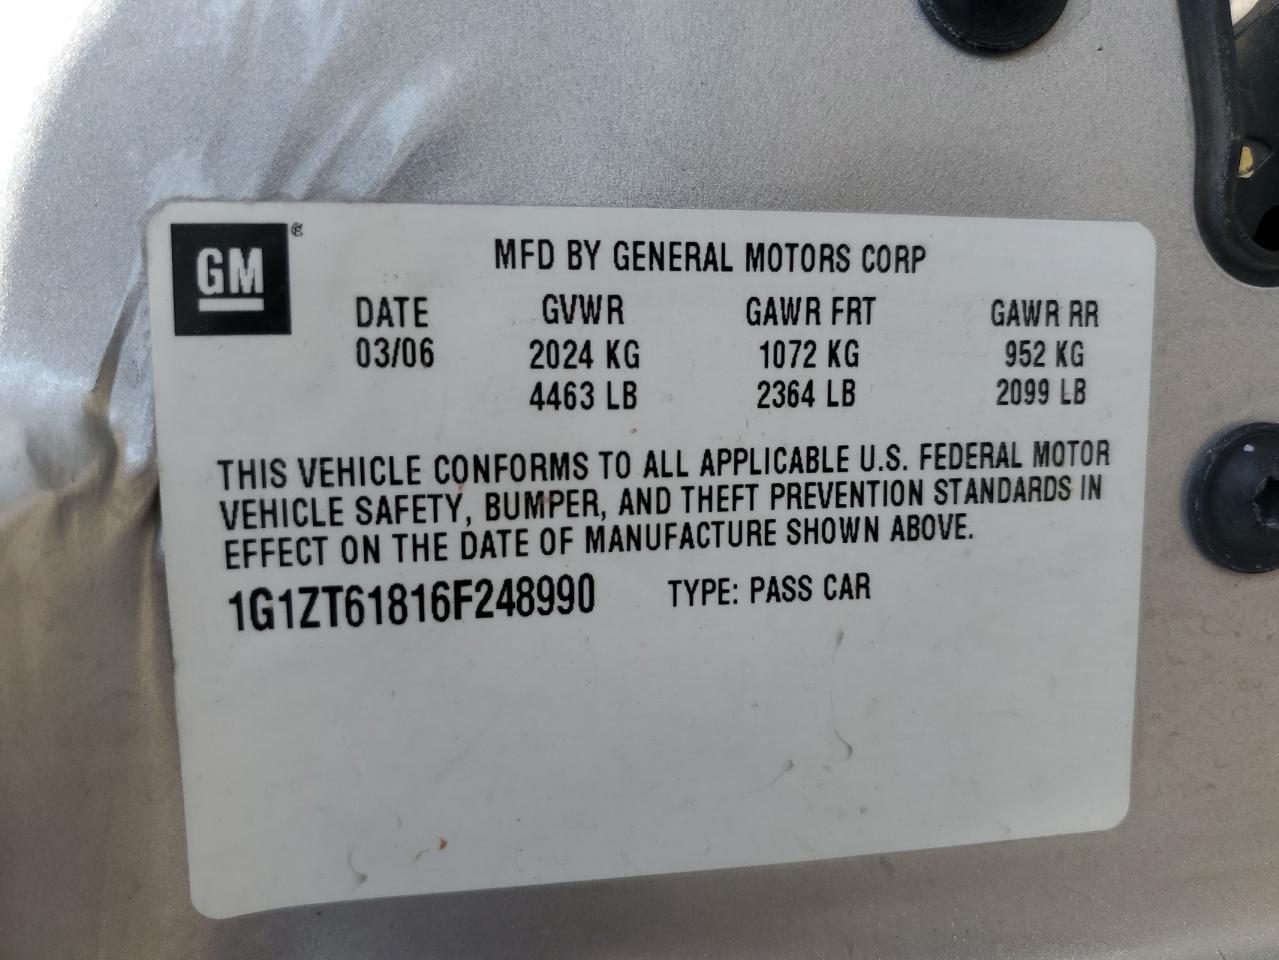 GM®
MFD BY GENERAL MOTORS CORP
DATE GVWR GAWR FRT GAWR RR
03/06 2024 KG 1072 KG 952 KG
4463 LB 2364 LB 2099 LB
THIS VEHICLE CONFORMS TO ALL APPLICABLE U.S. FEDERAL MOTOR
VEHICLE SAFETY, BUMPER, AND THEFT PREVENTION STANDARDS IN
EFFECT ON THE DATE OF MANUFACTURE SHOWN ABOVE.
1G1ZT61816F248990 TYPE: PASS CAR